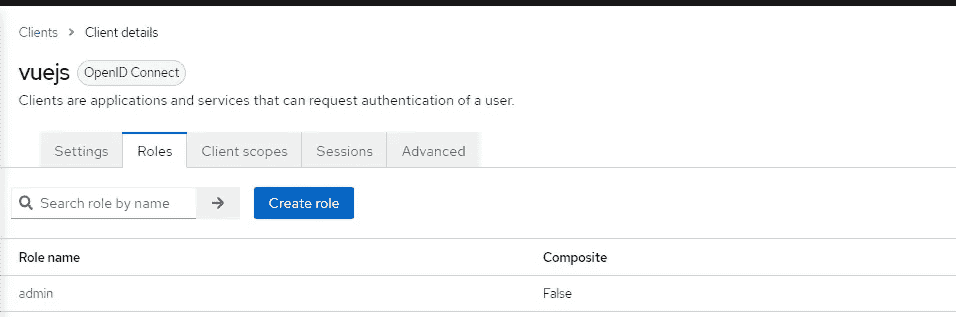 Clients > Client details
vuejs OpenID Connect
Clients are applications and services that can request authentication of a user.
Settings Roles Client scopes Sessions Advanced
Search role by name Create role
Role name Composite
admin False